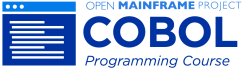 OPEN MAINFRAME PROJECT
COBOL
Programming Course